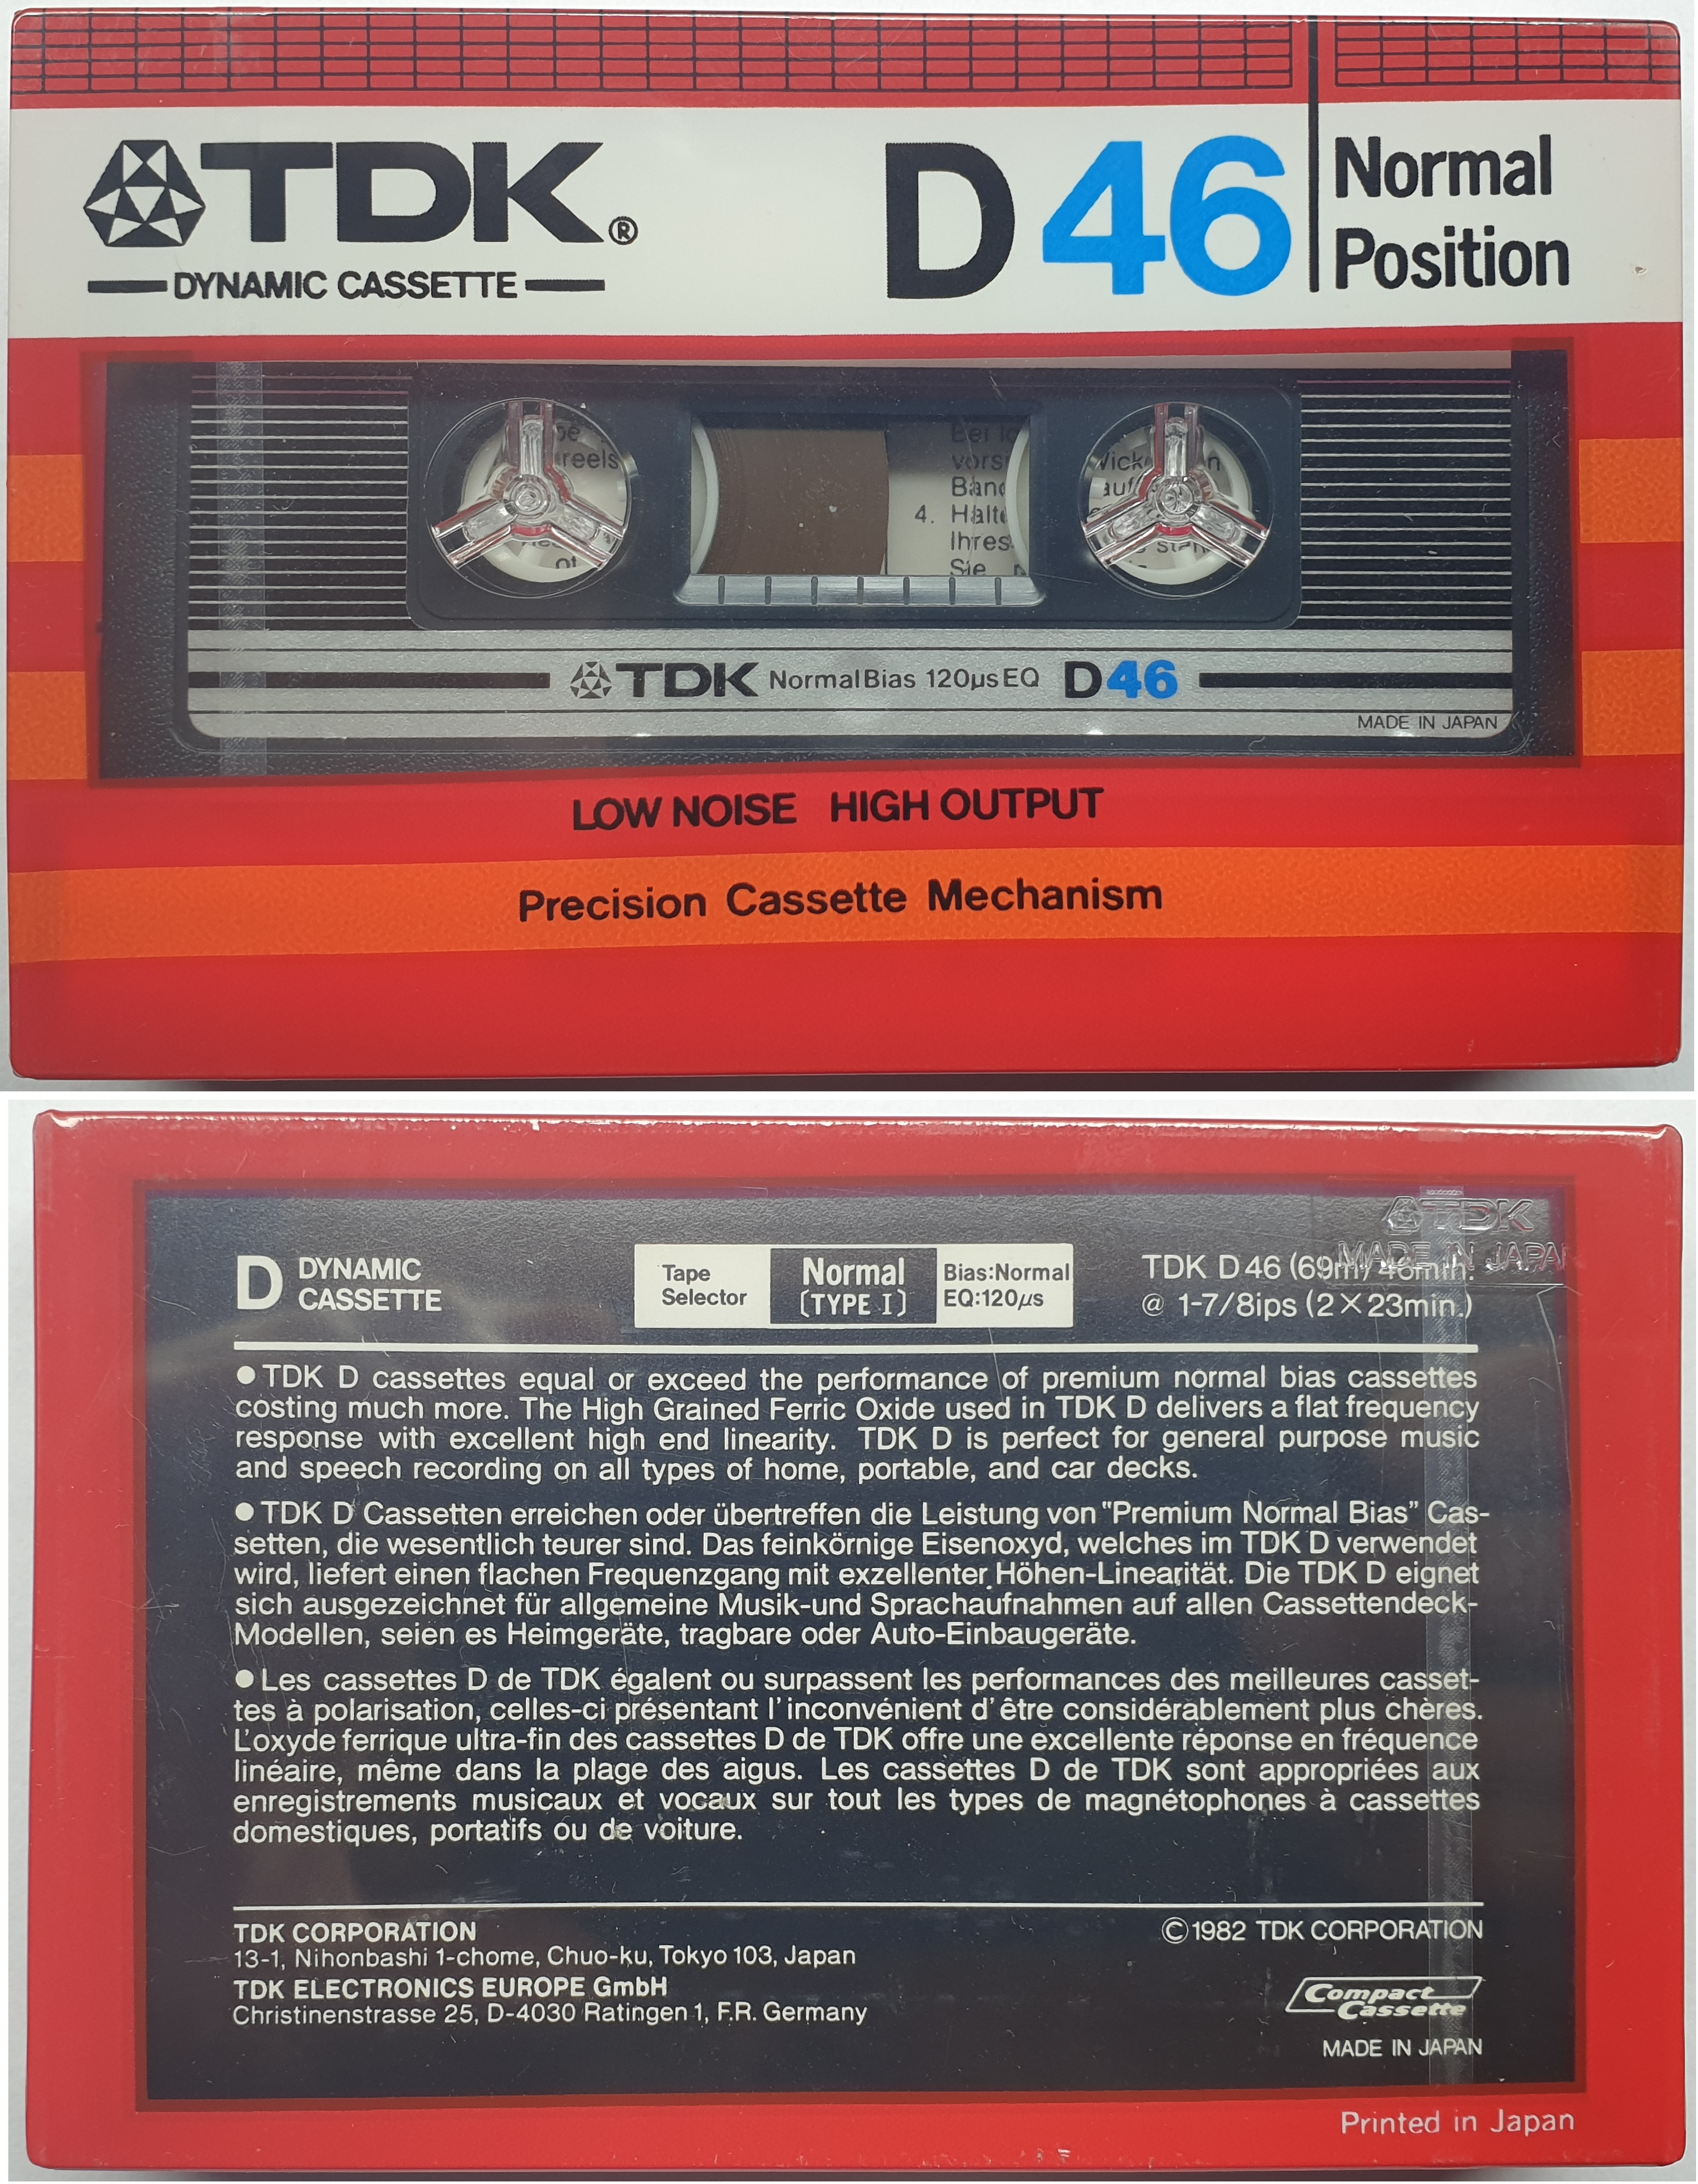 TDK®
DYNAMIC CASSETTE
D 46
Normal
Position
reels
Bei
vorsi
4. Halte
Ihres
Sie
TDK Normal Bias 120µs EQ D46
MADE IN JAPAN
LOW NOISE HIGH OUTPUT
Precision Cassette Mechanism
TDK
MADE IN JAPAN
D DYNAMIC
CASSETTE
Tape
Selector
Normal
(TYPE I)
Bias:Normal
EQ:120µs
TDK D46 (69m) 46min.
@ 1-7/8ips (2×23min.)
●TDK D cassettes equal or exceed the performance of premium normal bias cassettes
costing much more. The High Grained Ferric Oxide used in TDK D delivers a flat frequency
response with excellent high end linearity. TDK D is perfect for general purpose music
and speech recording on all types of home, portable, and car decks.
●TDK D Cassetten erreichen oder übertreffen die Leistung von "Premium Normal Bias" Cas-
setten, die wesentlich teurer sind. Das feinkörnige Eisenoxyd, welches im TDK D verwendet
wird, liefert einen flachen Frequenzgang mit exzellenter Höhen-Linearität. Die TDK D eignet
sich ausgezeichnet für allgemeine Musik-und Sprachaufnahmen auf allen Cassettendeck-
Modellen, seien es Heimgeräte, tragbare oder Auto-Einbaugeräte.
●Les cassettes D de TDK égalent ou surpassent les performances des meilleures casset-
tes à polarisation, celles-ci présentant l'inconvénient d'être considérablement plus chères.
L'oxyde ferrique ultra-fin des cassettes D de TDK offre une excellente réponse en fréquence
linéaire, même dans la plage des aigus. Les cassettes D de TDK sont appropriées aux
enregistrements musicaux et vocaux sur tout les types de magnétophones à cassettes
domestiques, portatifs ou de voiture.
TDK CORPORATION
13-1, Nihonbashi 1-chome, Chuo-ku, Tokyo 103, Japan
TDK ELECTRONICS EUROPE GmbH
Christinenstrasse 25, D-4030 Ratingen 1, F.R. Germany
©1982 TDK CORPORATION
Compact
Cassette
MADE IN JAPAN
Printed in Japan